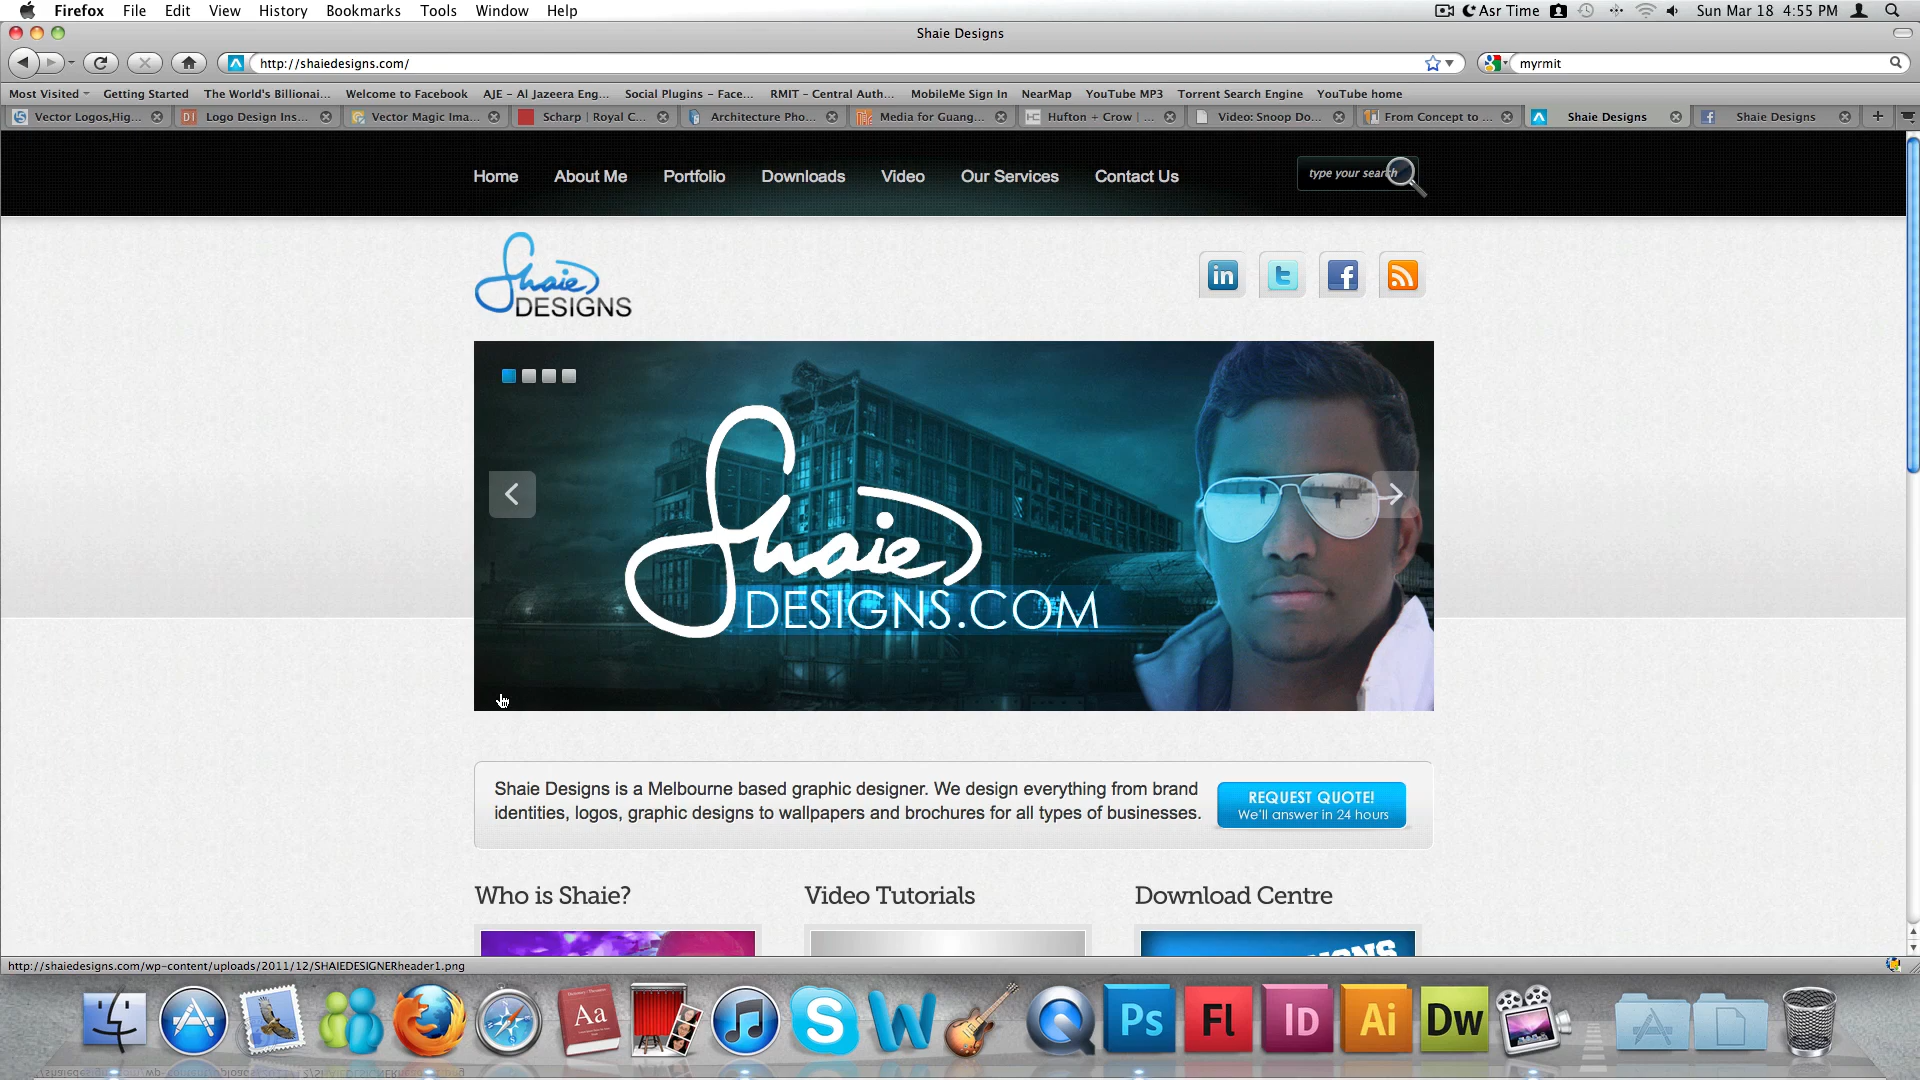 Firefox File Edit View History Bookmarks Tools Window Help Asr Time Sun Mar 18 4:55 PM
Shaie Designs
http://shaiedesigns.com/ myrmit
Most Visited Getting Started The World's Billionai... Welcome to Facebook AJE – Al Jazeera Eng... Social Plugins – Face... RMIT – Central Auth... MobileMe Sign In NearMap YouTube MP3 Torrent Search Engine YouTube home
Vector Logos,Hig... Logo Design Ins... Vector Magic Ima... Scharp | Royal C... Architecture Pho... Media for Guang... Hufton + Crow | ... Video: Snoop Do... From Concept to ... Shaie Designs Shaie Designs
Home About Me Portfolio Downloads Video Our Services Contact Us type your search
Shaie
DESIGNS
in t f
Shaie
DESIGNS.COM
Shaie Designs is a Melbourne based graphic designer. We design everything from brand
identities, logos, graphic designs to wallpapers and brochures for all types of businesses.
REQUEST QUOTE!
We'll answer in 24 hours
Who is Shaie? Video Tutorials Download Centre
http://shaiedesigns.com/wp-content/uploads/2011/12/SHAIEDESIGNERheader1.png
Aa S W Ps Fl Id Ai Dw